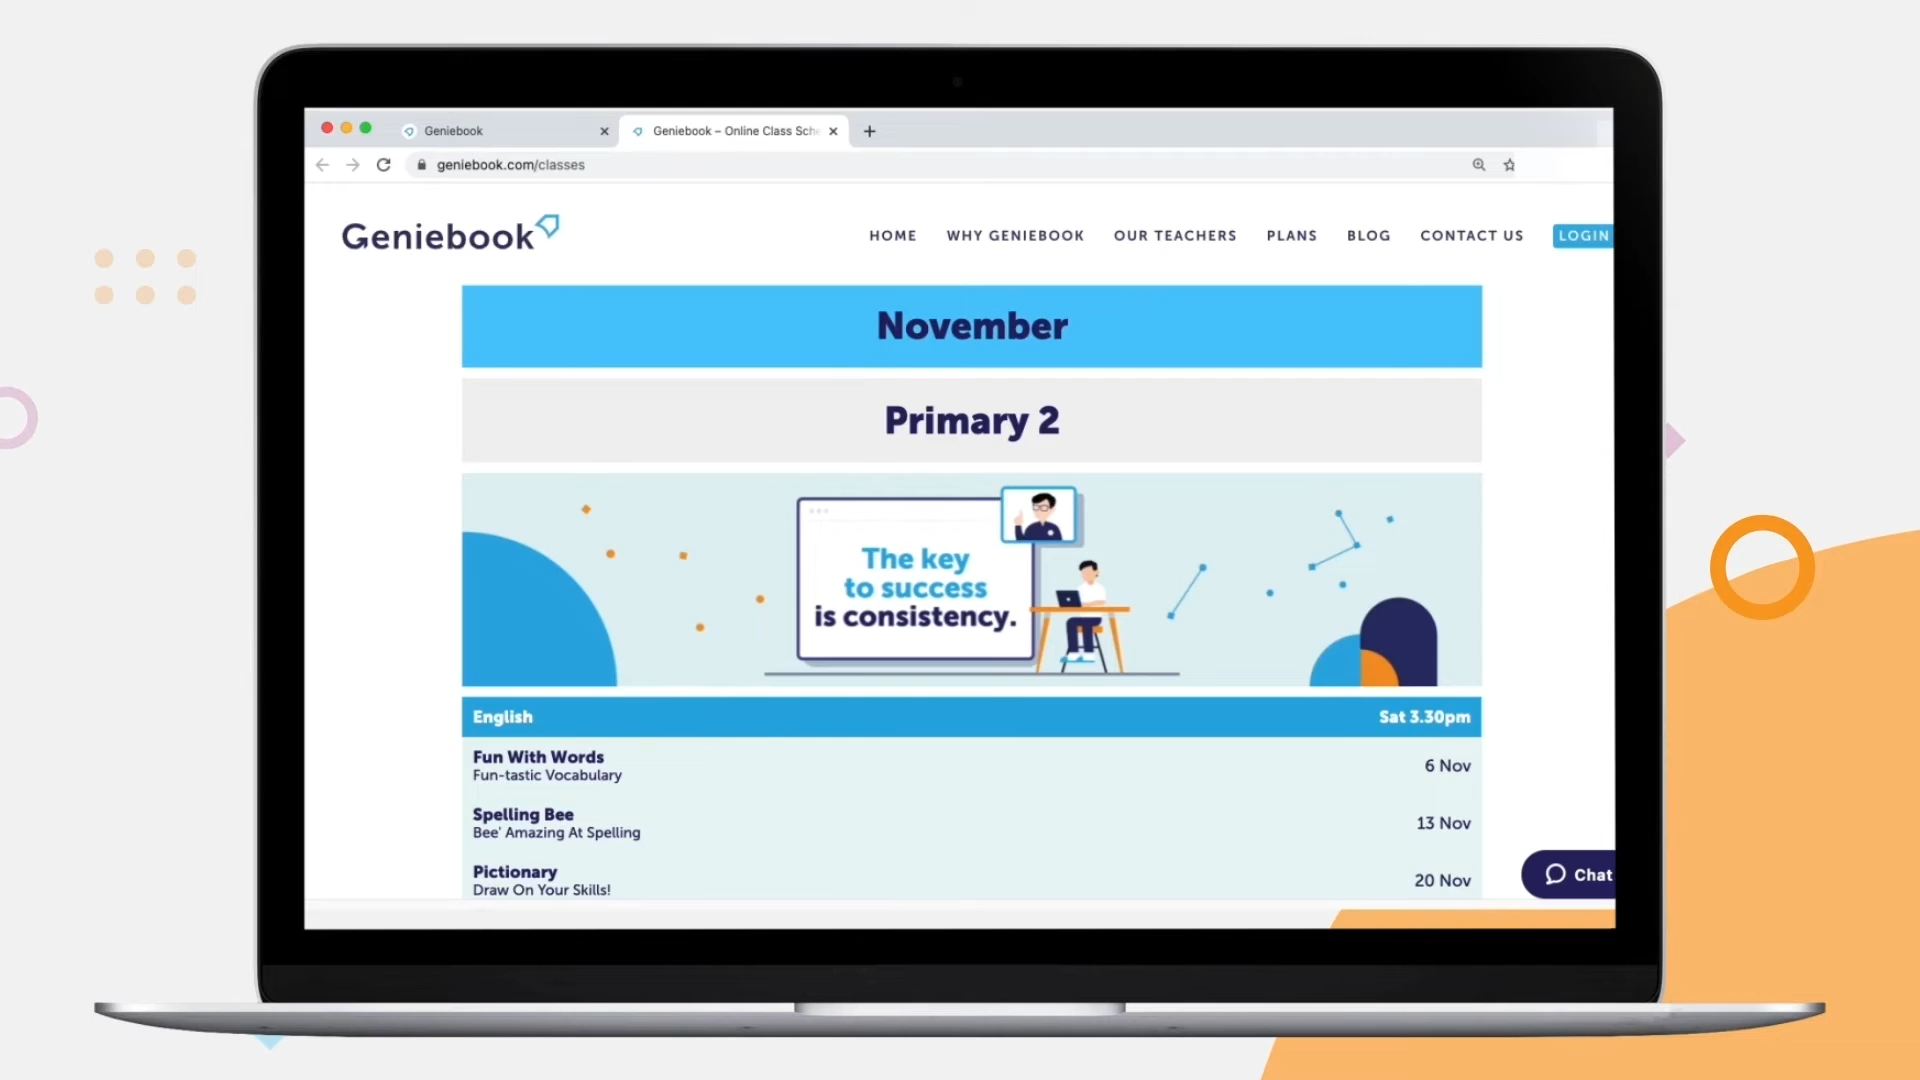 Geniebook
Geniebook – Online Class Sch
geniebook.com/classes
Geniebook
HOME WHY GENIEBOOK OUR TEACHERS PLANS BLOG CONTACT US LOGIN
November
Primary 2
The key
to success
is consistency.
English Sat 3.30pm
Fun With Words
Fun-tastic Vocabulary
6 Nov
Spelling Bee
Bee' Amazing At Spelling
13 Nov
Pictionary
Draw On Your Skills!
20 Nov
Chat